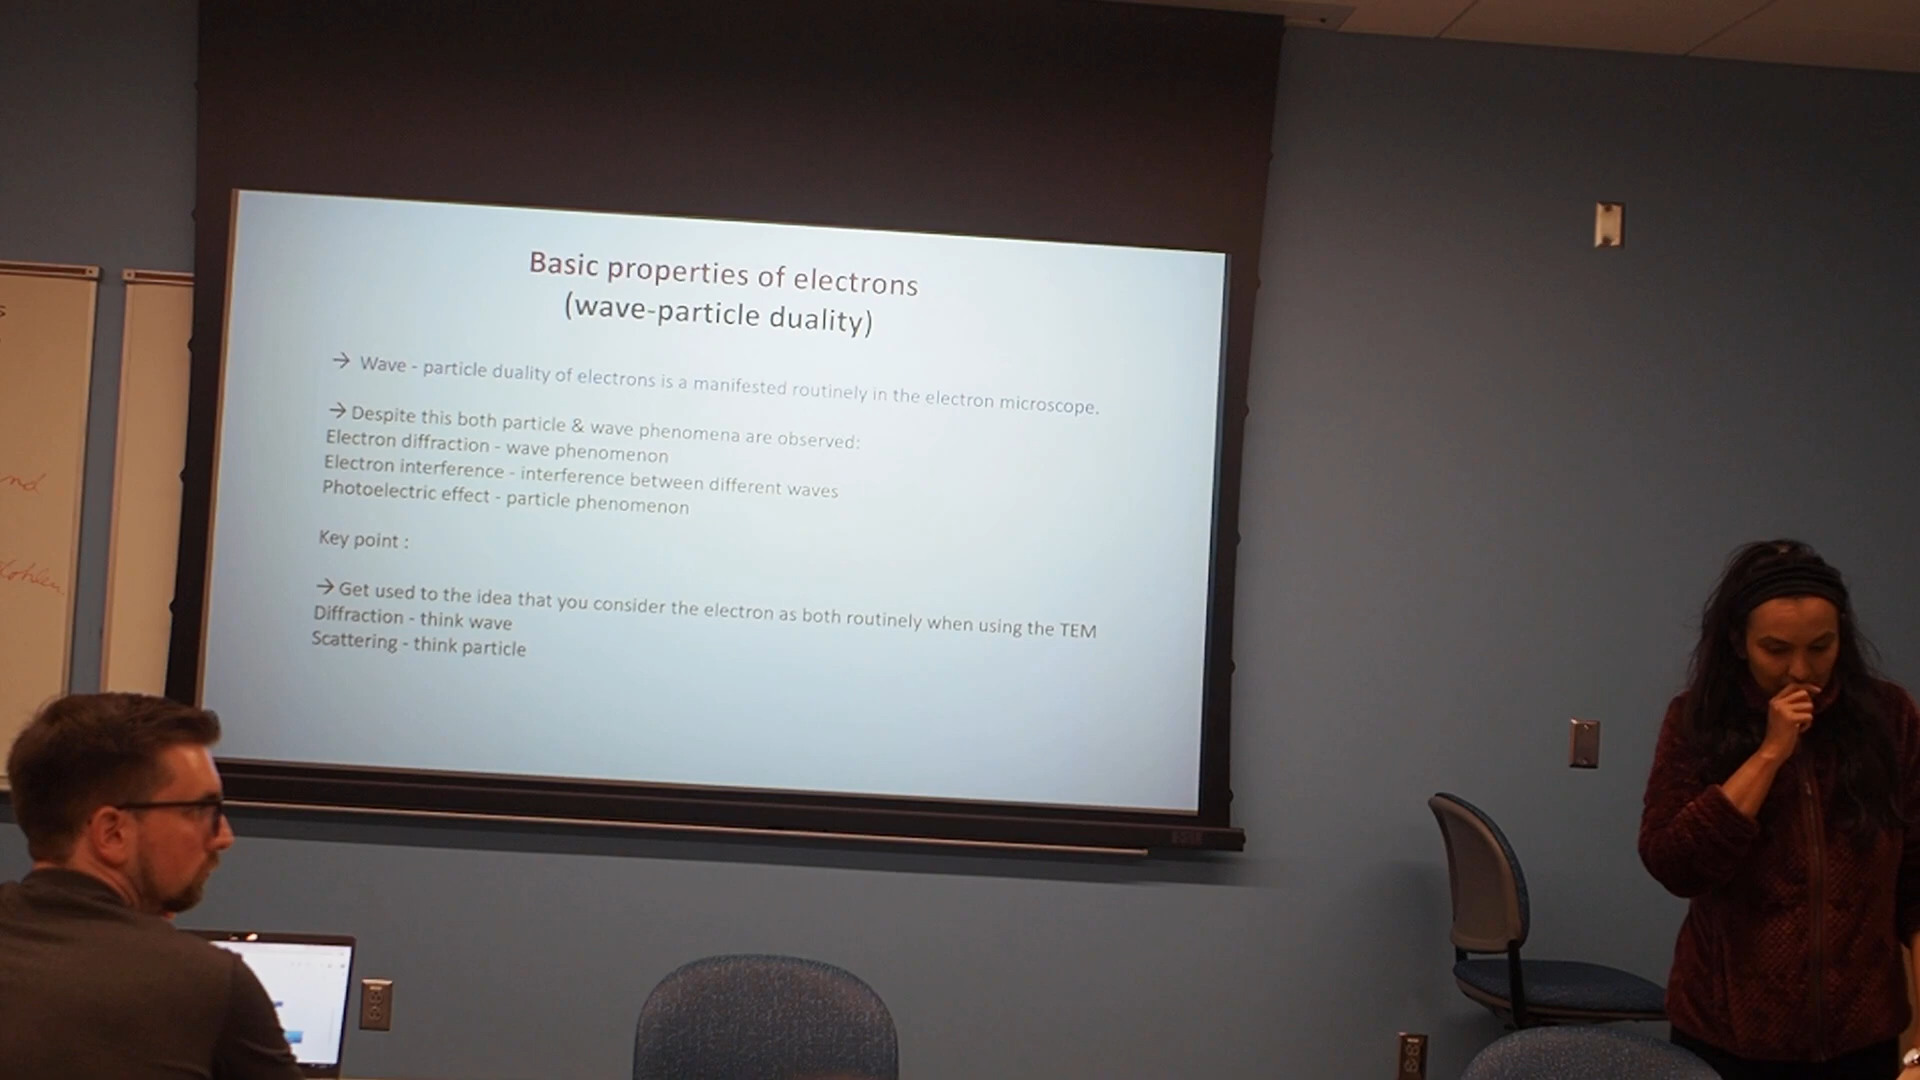 Basic properties of electrons
(wave-particle duality)
→ Wave - particle duality of electrons is a manifested routinely in the electron microscope.
→ Despite this both particle & wave phenomena are observed:
Electron diffraction - wave phenomenon
Electron interference - interference between different waves
Photoelectric effect - particle phenomenon
Key point :
→ Get used to the idea that you consider the electron as both routinely when using the TEM
Diffraction - think wave
Scattering - think particle